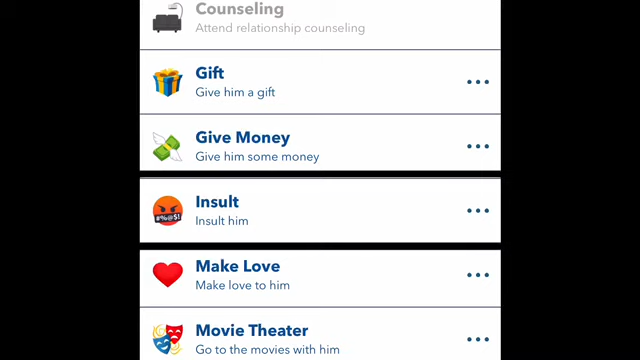 Counseling
Attend relationship counseling
Gift
Give him a gift
Give Money
Give him some money
#%@$!
Insult
Insult him
Make Love
Make love to him
Movie Theater
Go to the movies with him